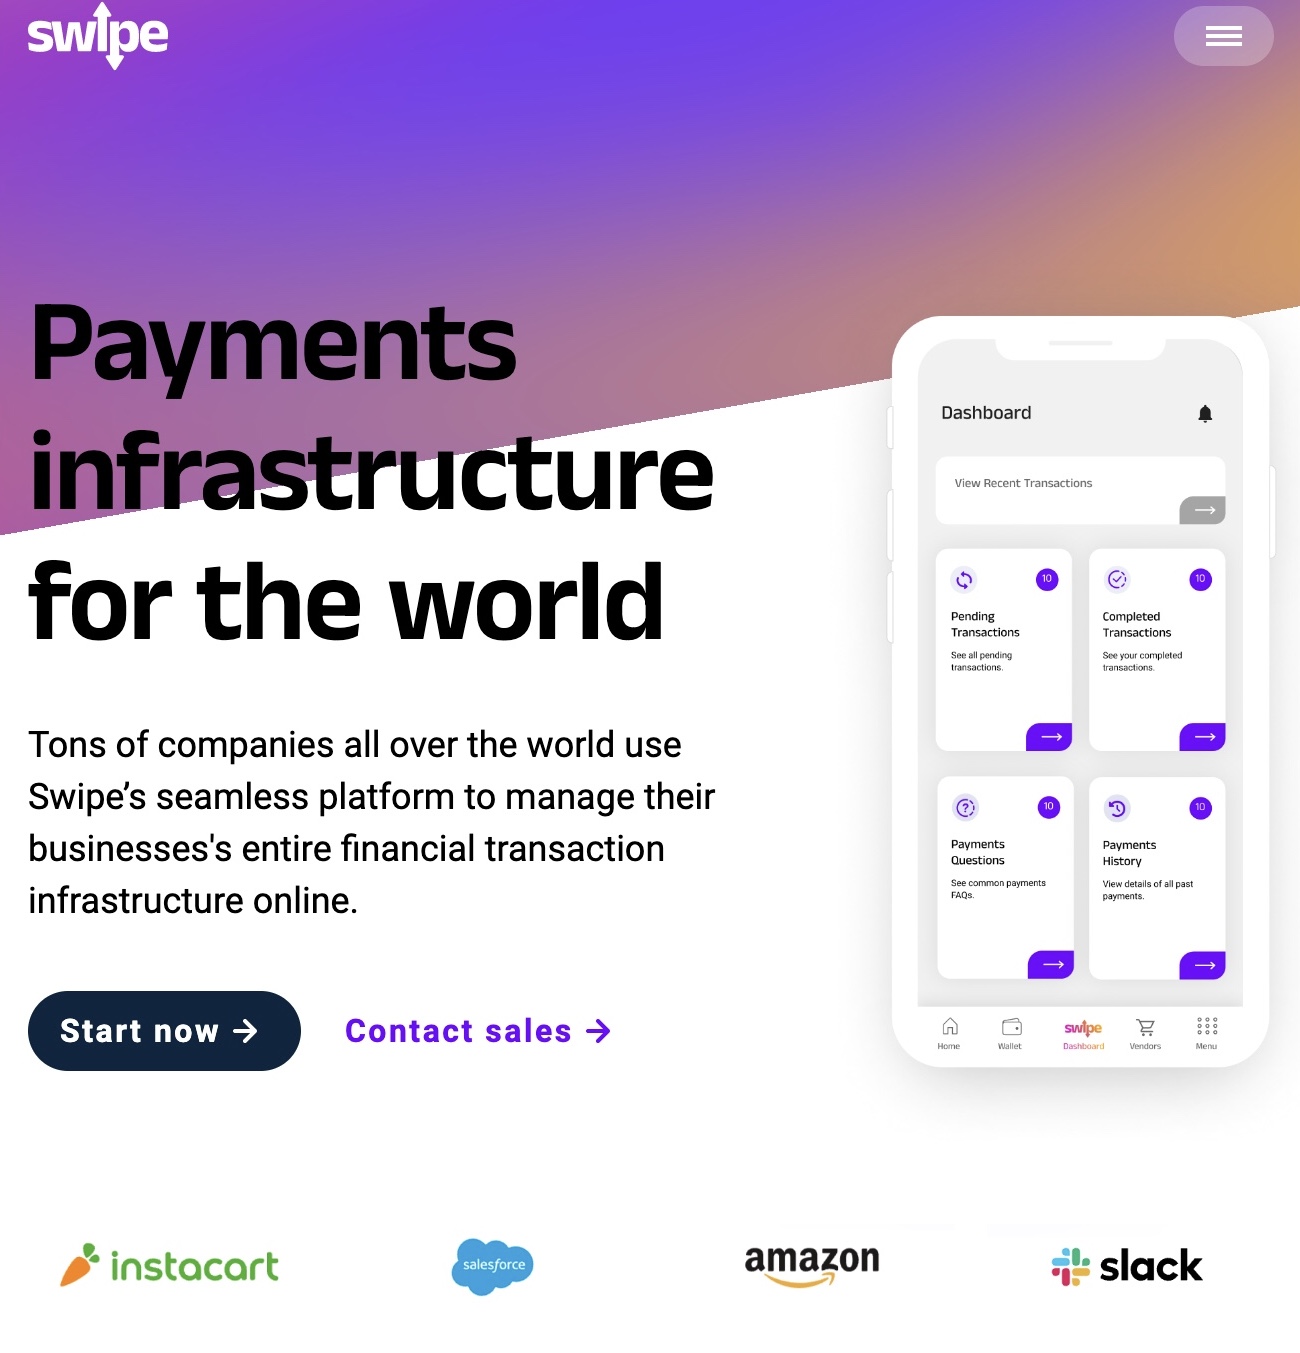 swipe
Payments
infrastructure
for the world
Tons of companies all over the world use
Swipe’s seamless platform to manage their
businesses's entire financial transaction
infrastructure online.
Start now →
Contact sales →
Dashboard
View Recent Transactions
10
Pending
Transactions
See all pending
transactions.
10
Completed
Transactions
See your completed
transactions.
10
Payments
Questions
See common payments
FAQs.
10
Payments
History
View details of all past
payments.
Home
Wallet
swipe
Dashboard
Vendors
Menu
instacart
salesforce
amazon
slack